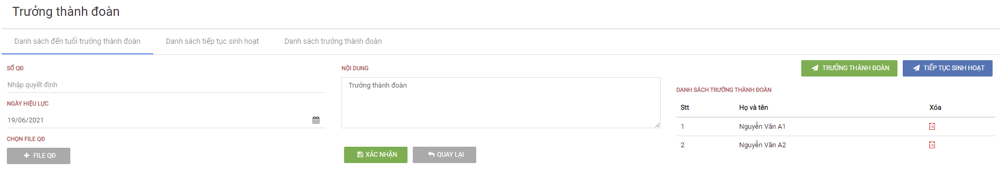 Trưởng thành đoàn
Danh sách đến tuổi trưởng thành đoàn
Danh sách tiếp tục sinh hoạt
Danh sách trưởng thành đoàn
SỐ QĐ
Nhập quyết định
NGÀY HIỆU LỰC
19/06/2021
CHỌN FILE QĐ
FILE QĐ
NỘI DUNG
Trưởng thành đoàn
XÁC NHẬN
QUAY LẠI
TRƯỞNG THÀNH ĐOÀN
TIẾP TỤC SINH HOẠT
DANH SÁCH TRƯỞNG THÀNH ĐOÀN
Stt Họ và tên Xóa
1 Nguyễn Văn A1
2 Nguyễn Văn A2